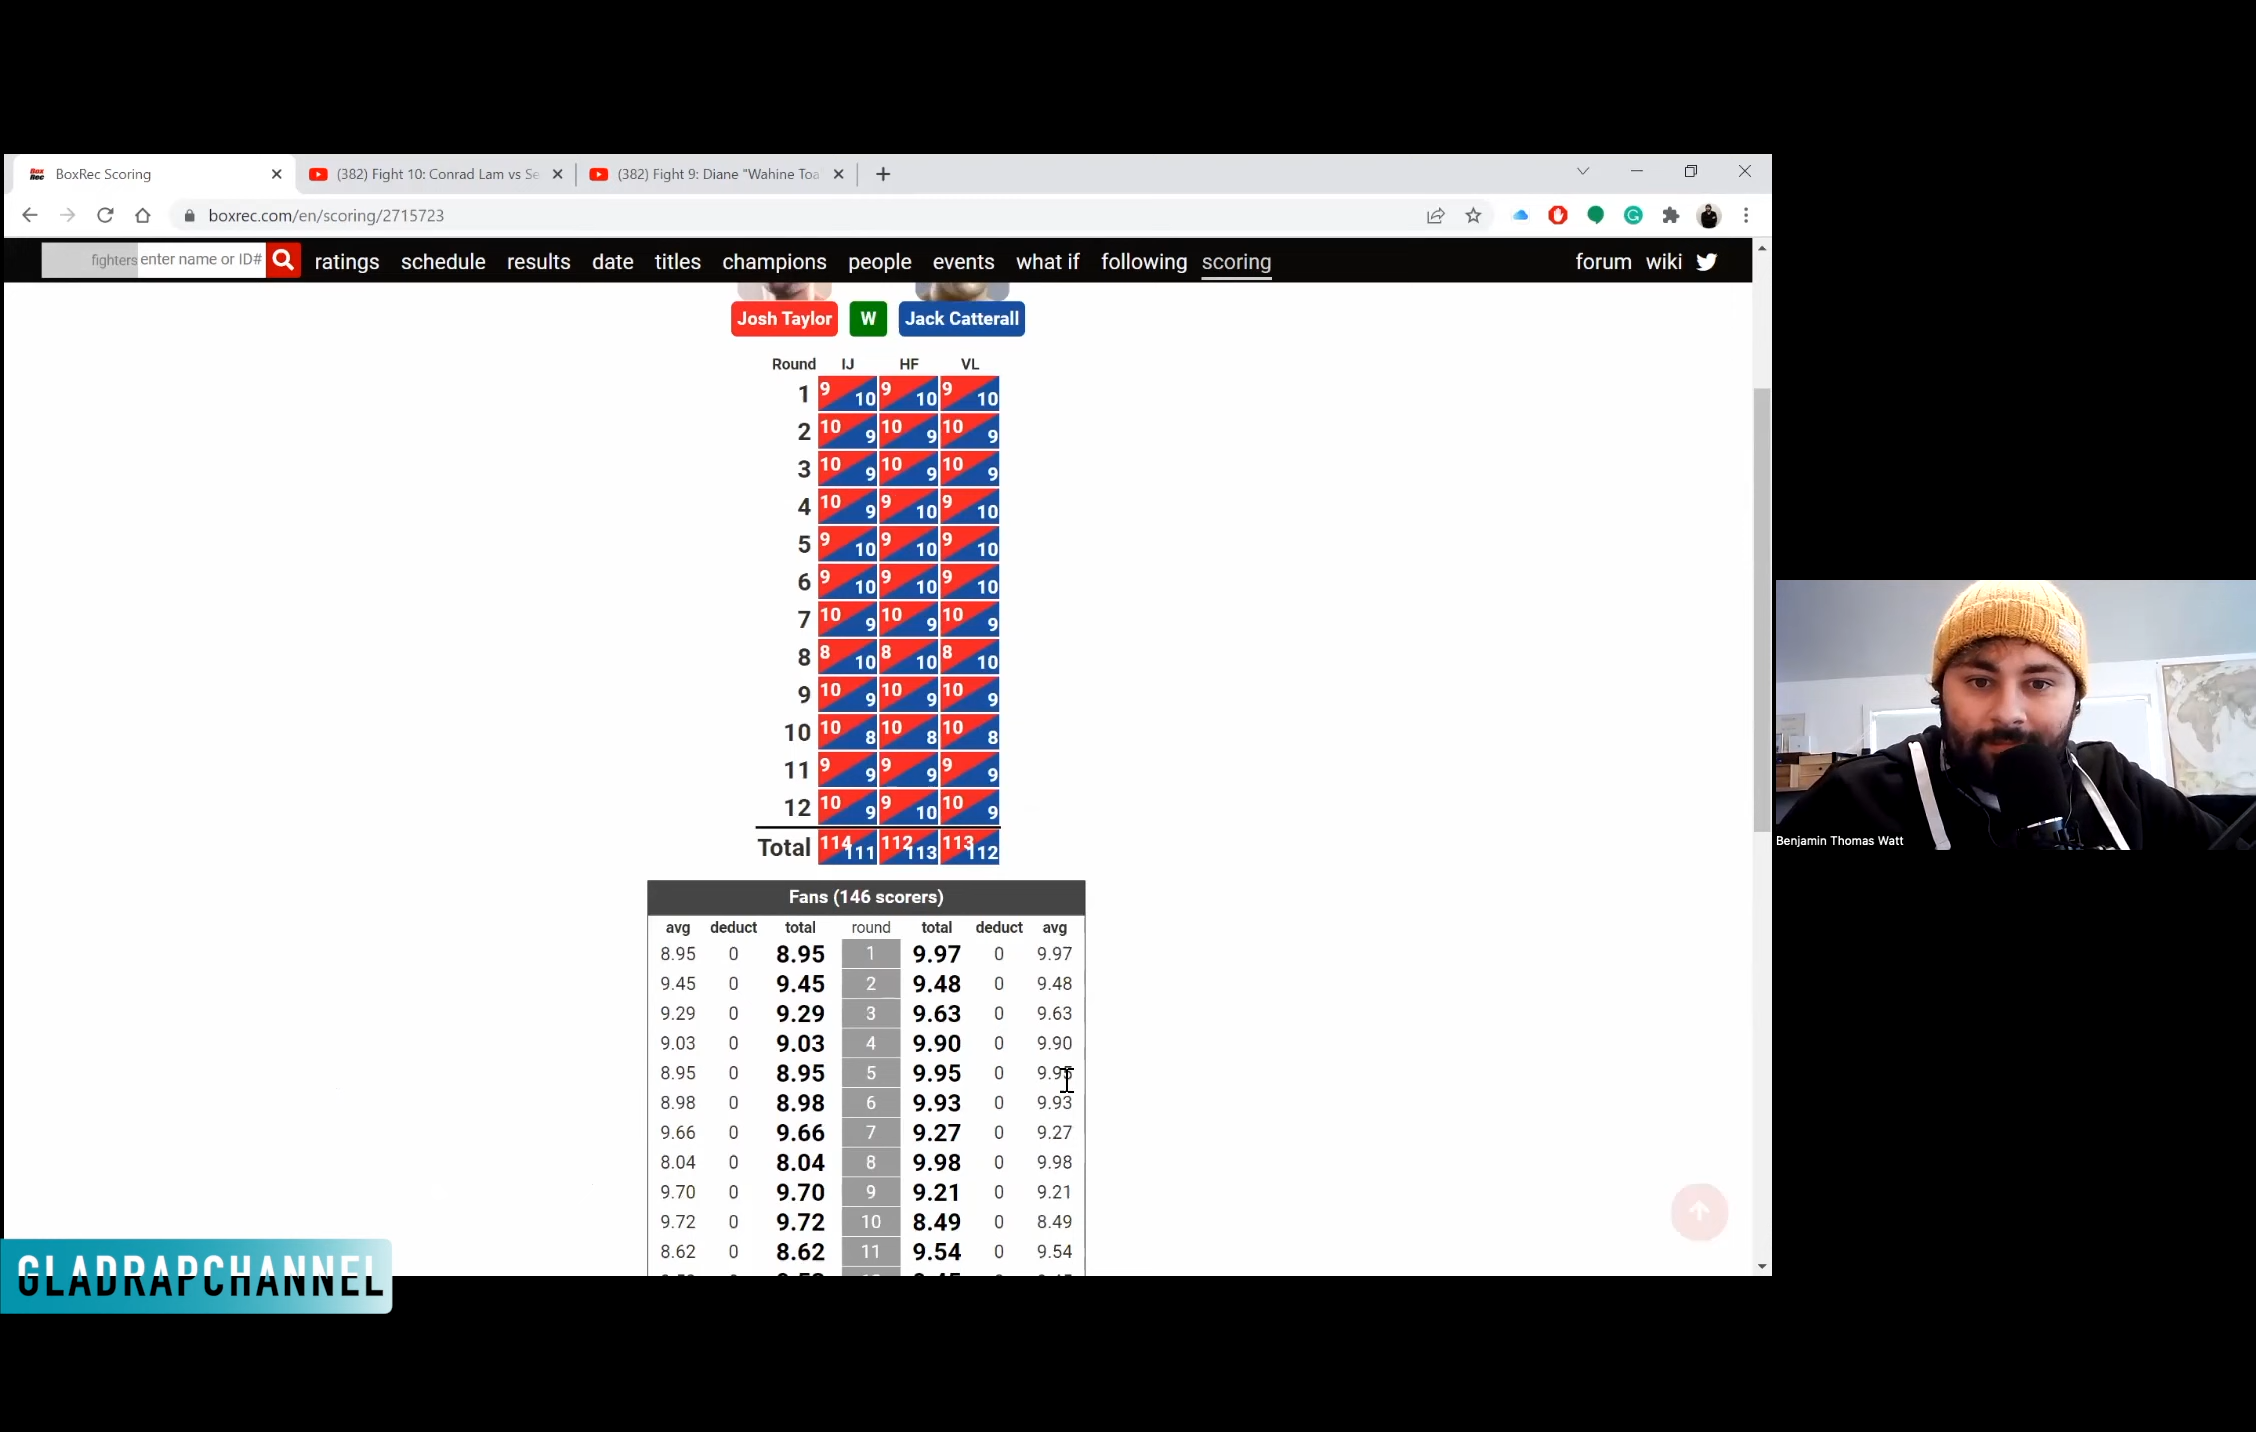 BoxRec Scoring
(382) Fight 10: Conrad Lam vs Se
(382) Fight 9: Diane "Wahine Toa
boxrec.com/en/scoring/2715723
fighters enter name or ID# ratings schedule results date titles champions people events what if following scoring forum wiki
Josh Taylor W Jack Catterall
Round IJ HF VL
1 9 10 9 10 9 10
2 10 9 10 9 10 9
3 10 9 10 9 10 9
4 10 9 9 10 9 10
5 9 10 9 10 9 10
6 9 10 9 10 9 10
7 10 9 10 9 10 9
8 8 10 8 10 8 10
9 10 9 10 9 10 9
10 10 8 10 8 10 8
11 9 9 9 9 9 9
12 10 9 9 10 10 9
Total 114 111 112 113 113 112
Fans (146 scorers)
avg deduct total round total deduct avg
8.95 0 8.95 1 9.97 0 9.97
9.45 0 9.45 2 9.48 0 9.48
9.29 0 9.29 3 9.63 0 9.63
9.03 0 9.03 4 9.90 0 9.90
8.95 0 8.95 5 9.95 0 9.95
8.98 0 8.98 6 9.93 0 9.93
9.66 0 9.66 7 9.27 0 9.27
8.04 0 8.04 8 9.98 0 9.98
9.70 0 9.70 9 9.21 0 9.21
9.72 0 9.72 10 8.49 0 8.49
8.62 0 8.62 11 9.54 0 9.54
Benjamin Thomas Watt
GLADRAPCHANNEL